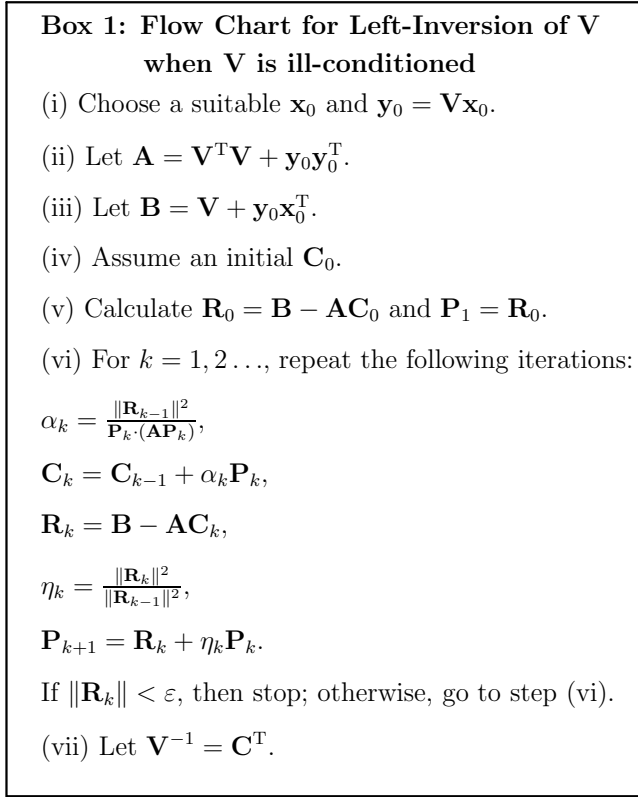 Box 1: Flow Chart for Left-Inversion of V
when V is ill-conditioned
(i) Choose a suitable x₀ and y₀ = Vx₀.
(ii) Let A = VᵀV + y₀y₀ᵀ.
(iii) Let B = V + y₀x₀ᵀ.
(iv) Assume an initial C₀.
(v) Calculate R₀ = B − AC₀ and P₁ = R₀.
(vi) For k = 1, 2 . . ., repeat the following iterations:
αₖ = ‖Rₖ₋₁‖² / Pₖ·(APₖ),
Cₖ = Cₖ₋₁ + αₖPₖ,
Rₖ = B − ACₖ,
ηₖ = ‖Rₖ‖² / ‖Rₖ₋₁‖²,
Pₖ₊₁ = Rₖ + ηₖPₖ.
If ‖Rₖ‖ < ε, then stop; otherwise, go to step (vi).
(vii) Let V⁻¹ = Cᵀ.